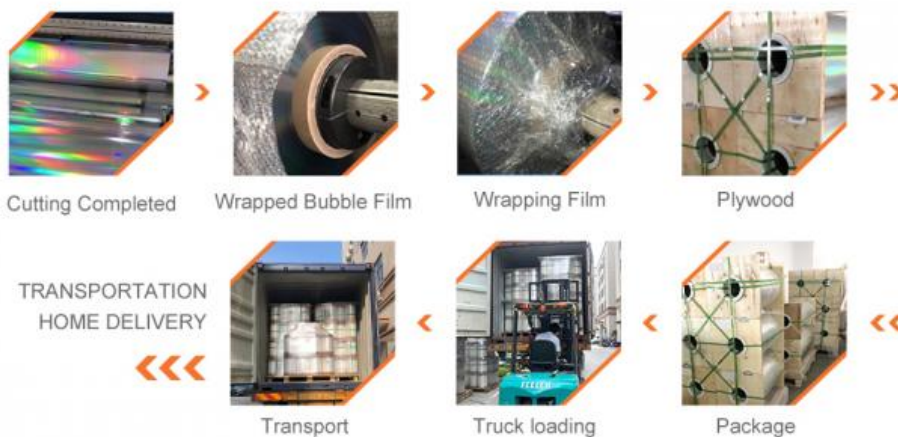 Cutting Completed
Wrapped Bubble Film
Wrapping Film
Plywood
TRANSPORTATION
HOME DELIVERY
Transport
Truck loading
Package